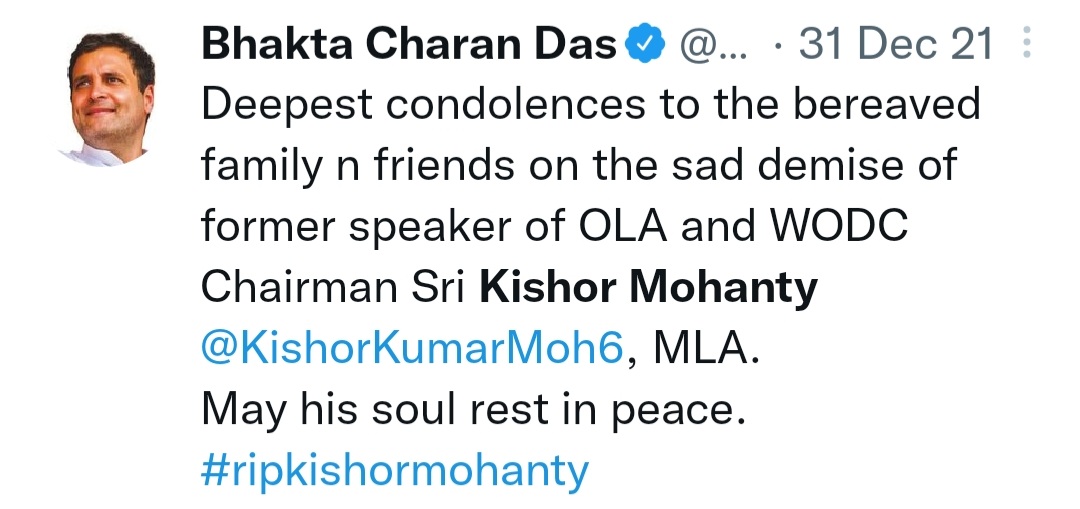 Bhakta Charan Das @... · 31 Dec 21
Deepest condolences to the bereaved
family n friends on the sad demise of
former speaker of OLA and WODC
Chairman Sri Kishor Mohanty
@KishorKumarMoh6, MLA.
May his soul rest in peace.
#ripkishormohanty